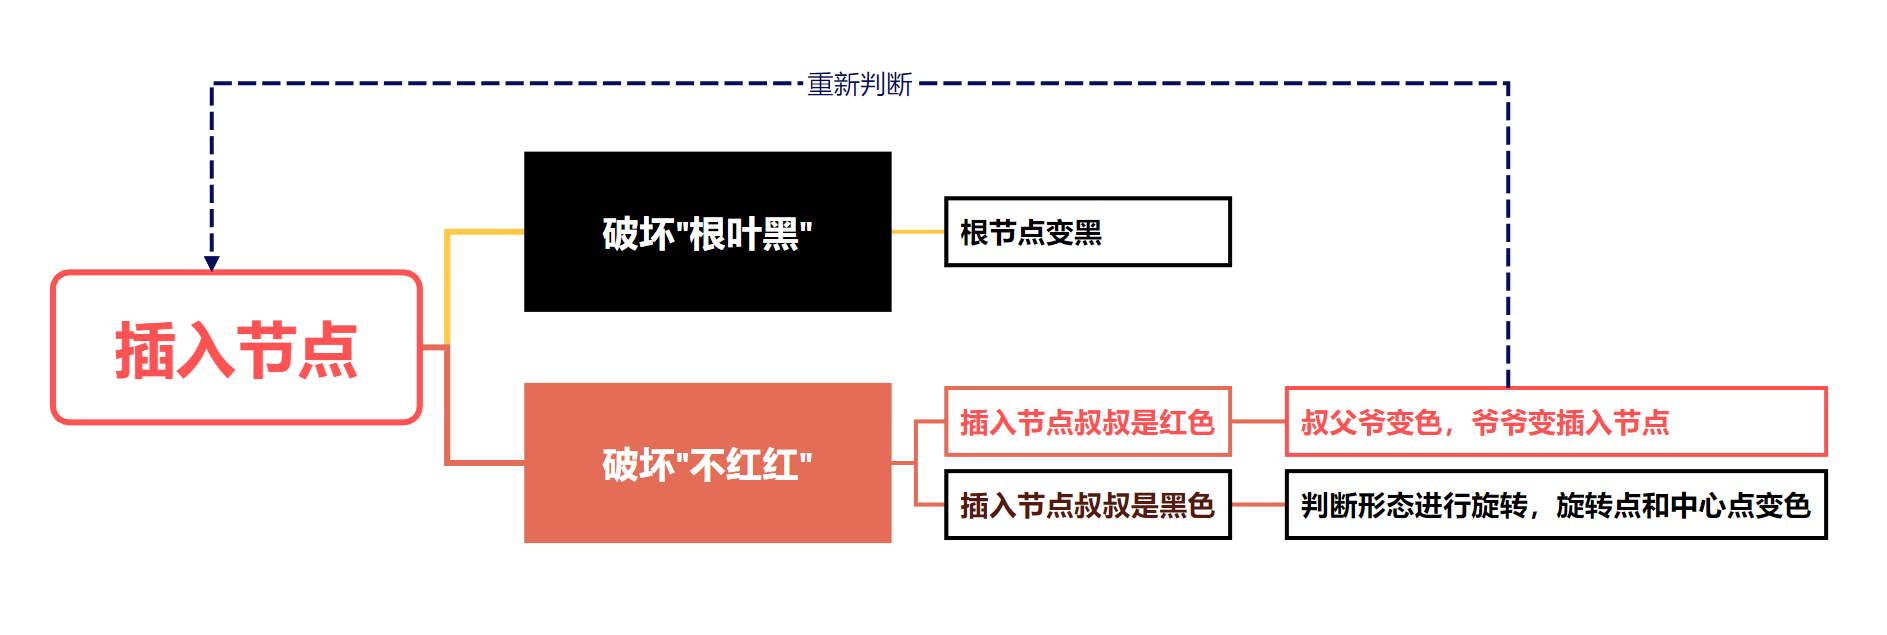 重新判断
插入节点
破坏"根叶黑"
根节点变黑
破坏"不红红"
插入节点叔叔是红色
叔父爷变色，爷爷变插入节点
插入节点叔叔是黑色
判断形态进行旋转，旋转点和中心点变色